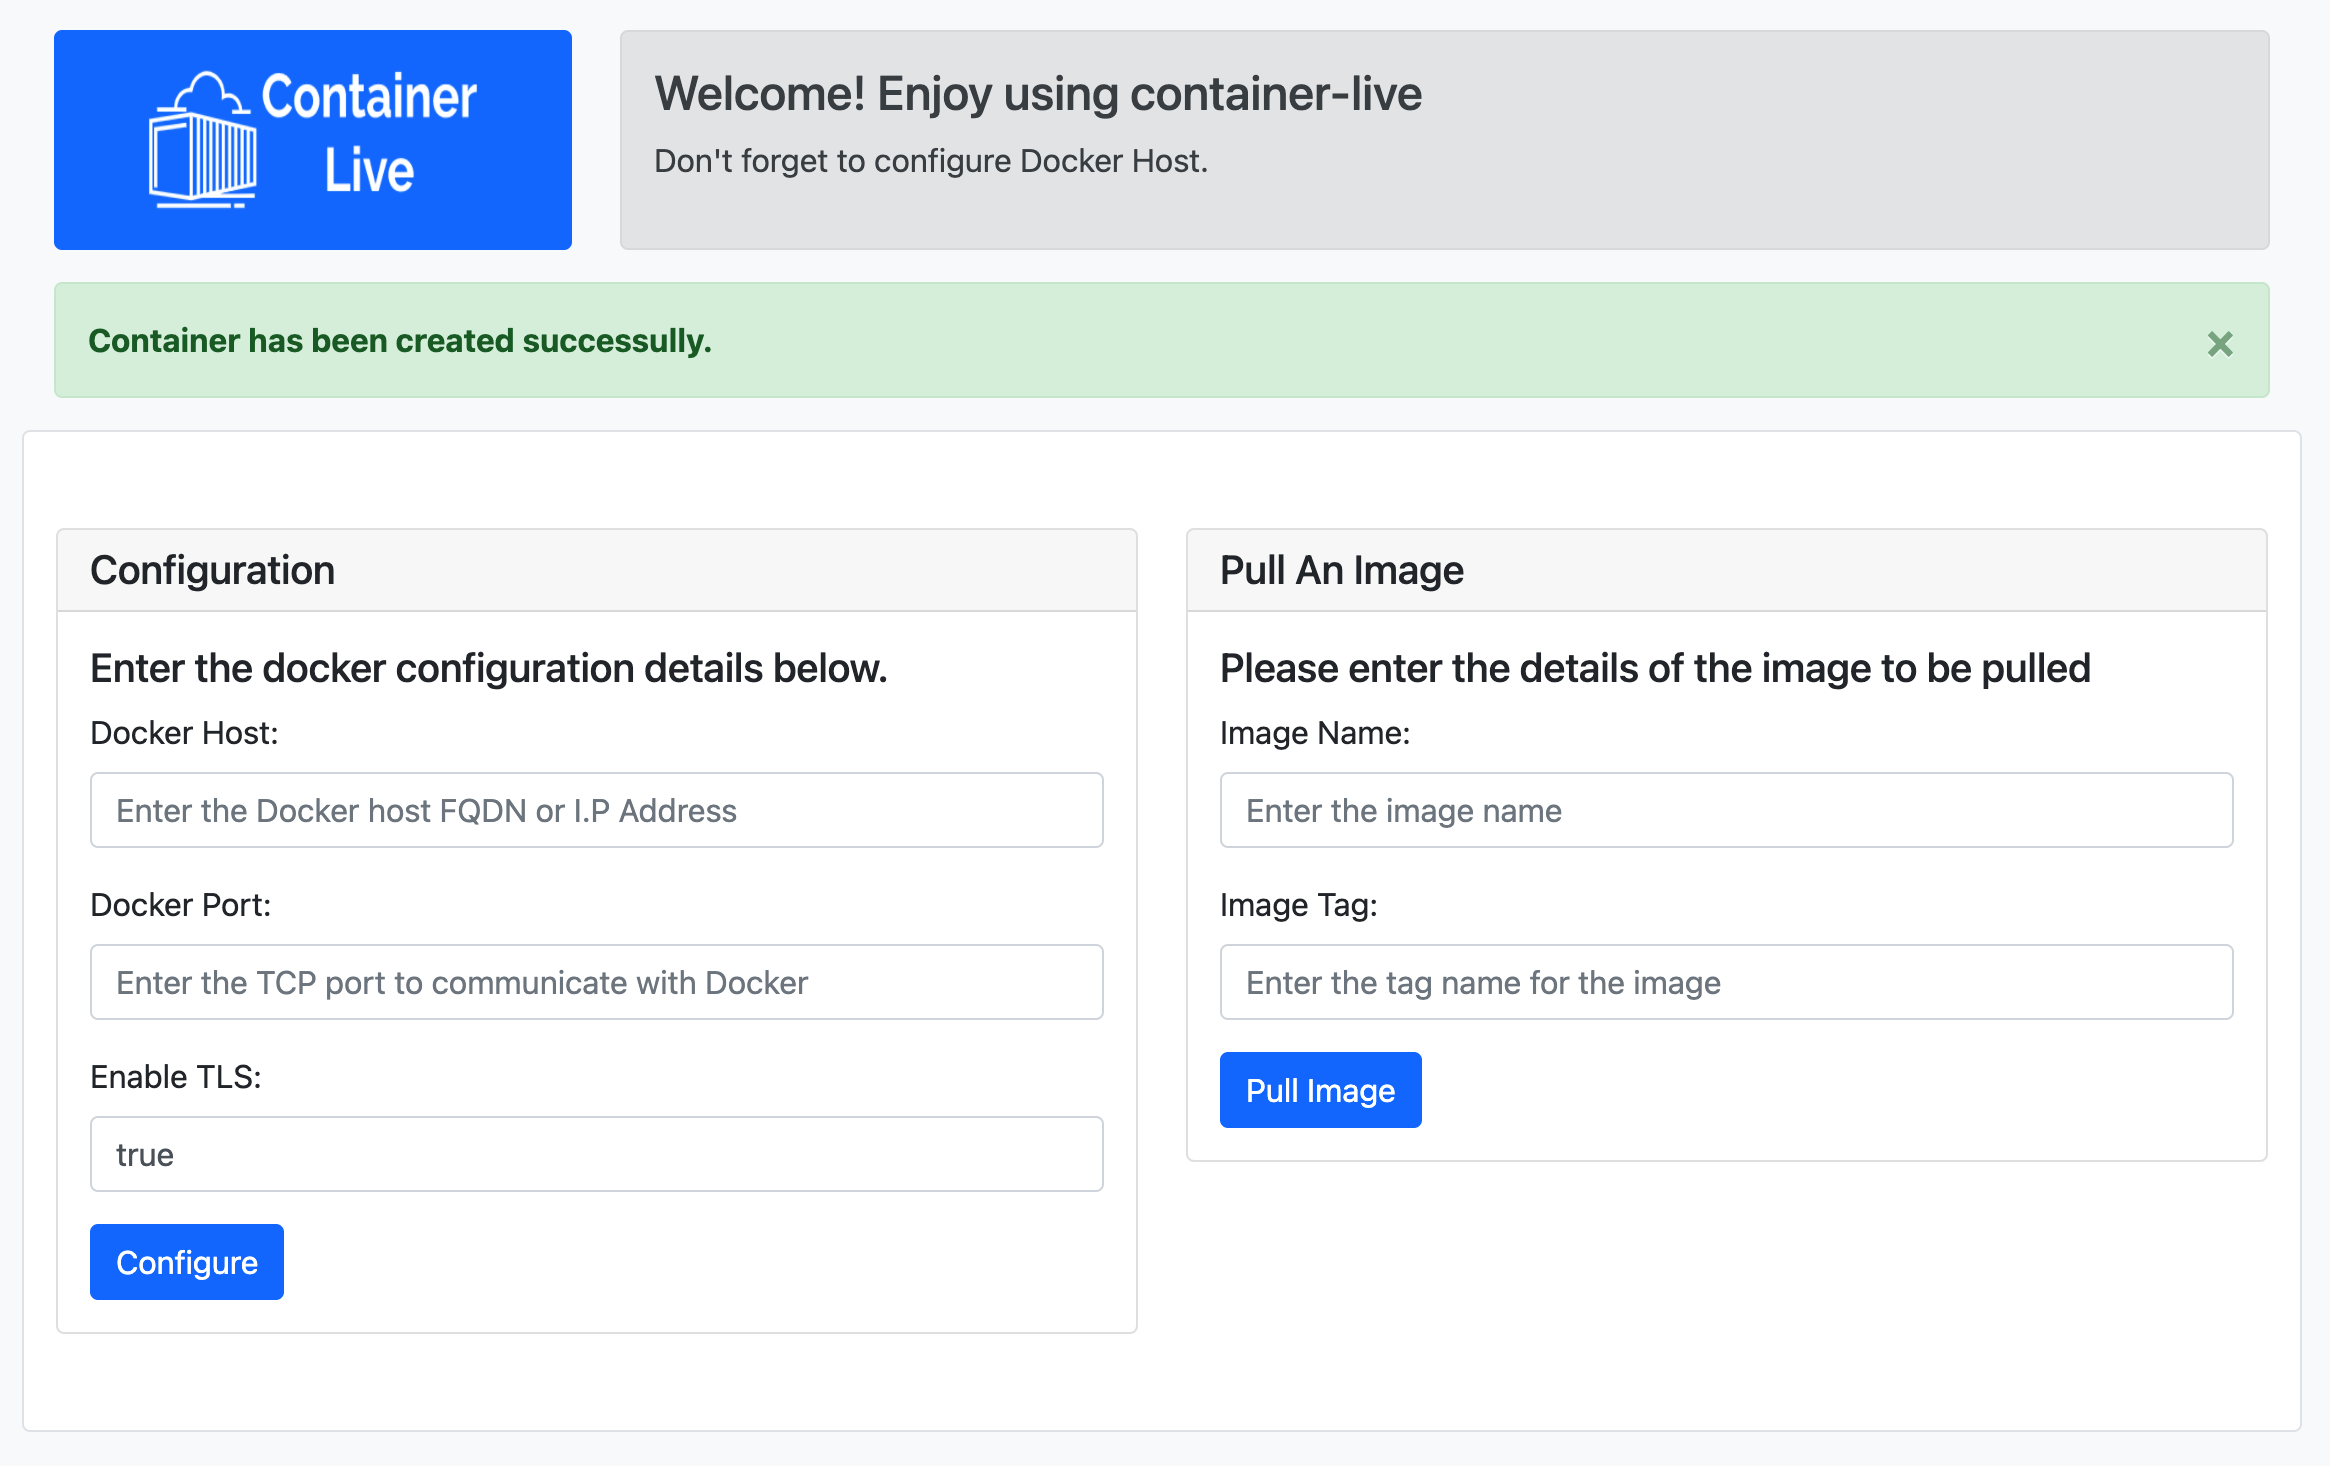 Container
Live
Welcome! Enjoy using container-live
Don't forget to configure Docker Host.
Container has been created successully.
×
Configuration
Enter the docker configuration details below.
Docker Host:
Enter the Docker host FQDN or I.P Address
Docker Port:
Enter the TCP port to communicate with Docker
Enable TLS:
true
Configure
Pull An Image
Please enter the details of the image to be pulled
Image Name:
Enter the image name
Image Tag:
Enter the tag name for the image
Pull Image